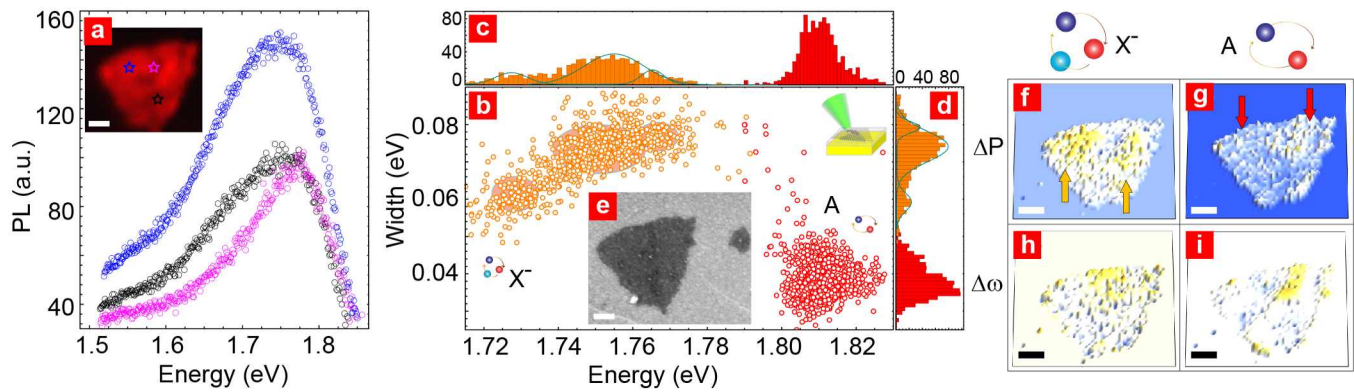 a
160
120
80
40
PL (a.u.)
1.5 1.6 1.7 1.8
Energy (eV)
c
80
40
0
b
0.08
0.06
0.04
Width (eV)
e
X⁻
A
1.72 1.74 1.76 1.78 1.80 1.82
Energy (eV)
0 40 80
d
X⁻
A
f
g
ΔP
h
i
Δω